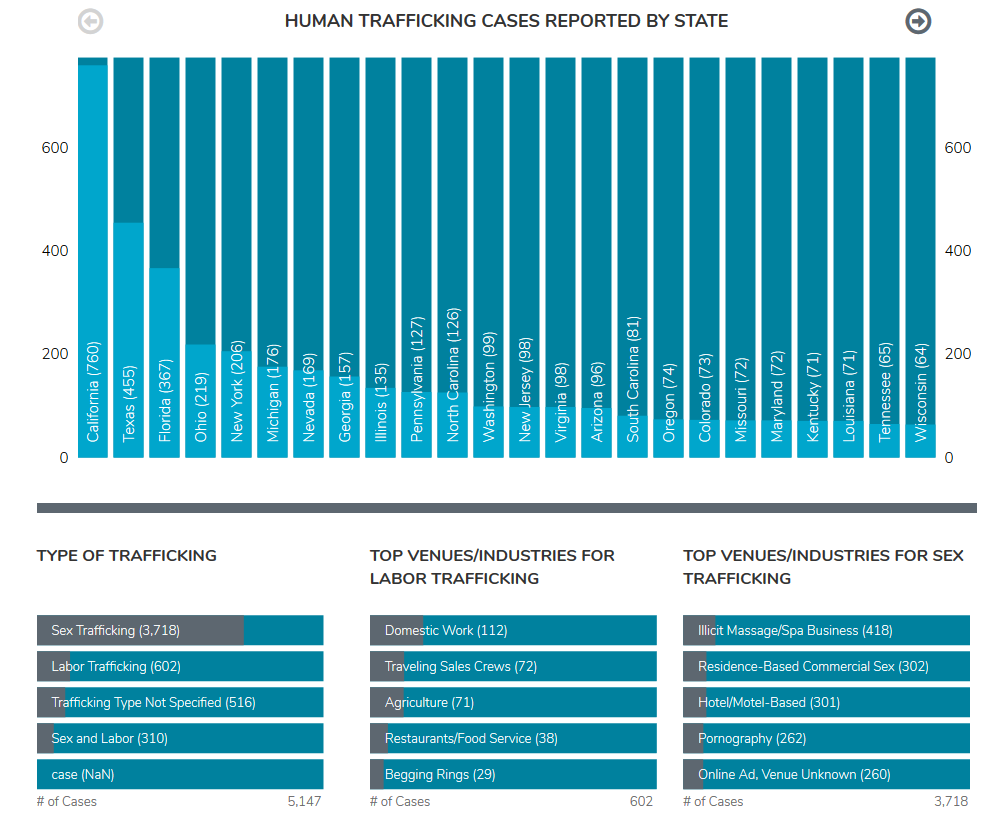 HUMAN TRAFFICKING CASES REPORTED BY STATE
600
400
200
0
600
400
200
0
California (760)
Texas (455)
Florida (367)
Ohio (219)
New York (206)
Michigan (176)
Nevada (169)
Georgia (157)
Illinois (135)
Pennsylvania (127)
North Carolina (126)
Washington (99)
New Jersey (98)
Virginia (98)
Arizona (96)
South Carolina (81)
Oregon (74)
Colorado (73)
Missouri (72)
Maryland (72)
Kentucky (71)
Louisiana (71)
Tennessee (65)
Wisconsin (64)
TYPE OF TRAFFICKING
Sex Trafficking (3,718)
Labor Trafficking (602)
Trafficking Type Not Specified (516)
Sex and Labor (310)
case (NaN)
# of Cases 5,147
TOP VENUES/INDUSTRIES FOR
LABOR TRAFFICKING
Domestic Work (112)
Traveling Sales Crews (72)
Agriculture (71)
Restaurants/Food Service (38)
Begging Rings (29)
# of Cases 602
TOP VENUES/INDUSTRIES FOR SEX
TRAFFICKING
Illicit Massage/Spa Business (418)
Residence-Based Commercial Sex (302)
Hotel/Motel-Based (301)
Pornography (262)
Online Ad, Venue Unknown (260)
# of Cases 3,718